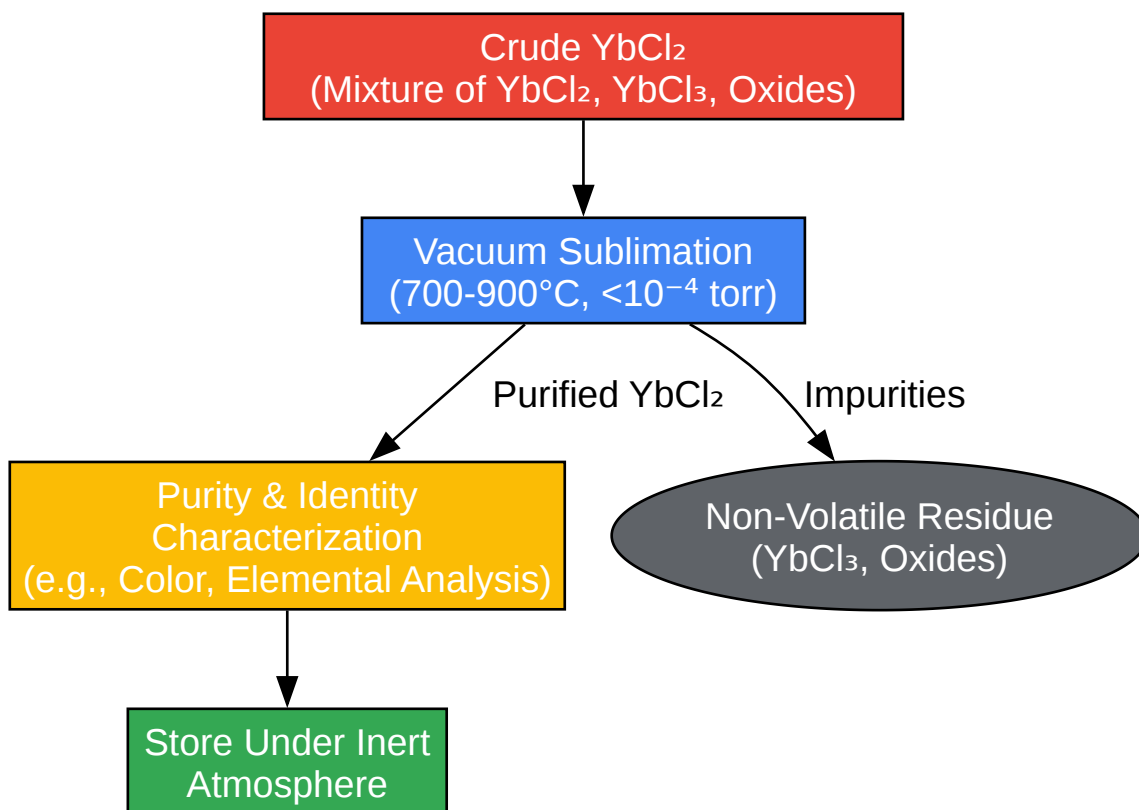 Crude YbCl₂
(Mixture of YbCl₂, YbCl₃, Oxides)
Vacuum Sublimation
(700-900°C, <10⁻⁴ torr)
Purified YbCl₂
Impurities
Purity & Identity
Characterization
(e.g., Color, Elemental Analysis)
Non-Volatile Residue
(YbCl₃, Oxides)
Store Under Inert
Atmosphere